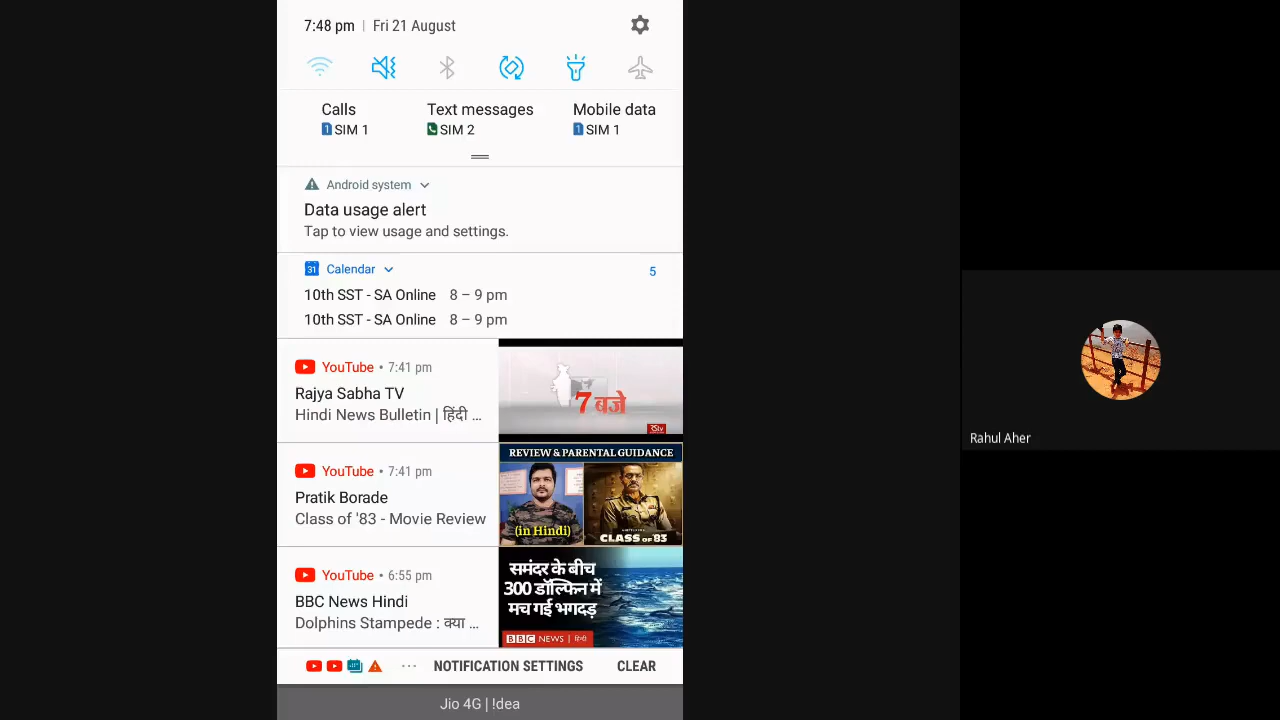 7:48 pm | Fri 21 August
Calls
Text messages
Mobile data
1 SIM 1
SIM 2
1 SIM 1
Android system
Data usage alert
Tap to view usage and settings.
31 Calendar
5
10th SST - SA Online 8 – 9 pm
10th SST - SA Online 8 – 9 pm
YouTube • 7:41 pm
Rajya Sabha TV
Hindi News Bulletin | हिंदी ...
7 बजे
RSTV
YouTube • 7:41 pm
Pratik Borade
Class of '83 - Movie Review
REVIEW & PARENTAL GUIDANCE
(in Hindi)
CLASS OF '83
YouTube • 6:55 pm
BBC News Hindi
Dolphins Stampede : क्या ...
समंदर के बीच
300 डॉल्फिन में
मच गई भगदड़
BBC NEWS | हिन्दी
... NOTIFICATION SETTINGS CLEAR
Jio 4G | !dea
Rahul Aher